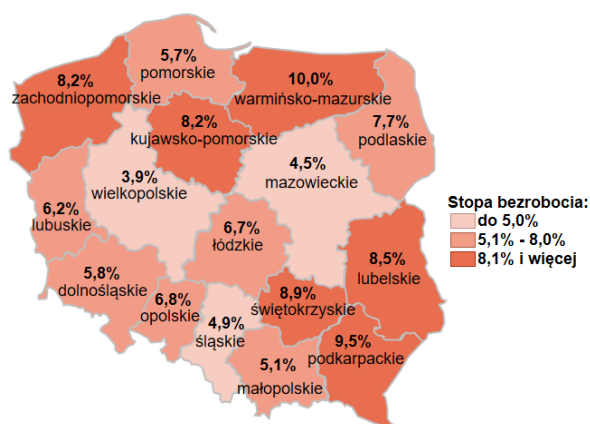 5,7%
pomorskie
8,2%
zachodniopomorskie
10,0%
warmińsko-mazurskie
8,2%
kujawsko-pomorskie
7,7%
podlaskie
3,9%
wielkopolskie
4,5%
mazowieckie
6,2%
lubuskie
6,7%
łódzkie
Stopa bezrobocia:
do 5,0%
5,1% - 8,0%
8,1% i więcej
5,8%
dolnośląskie
8,5%
lubelskie
6,8%
opolskie
8,9%
świętokrzyskie
4,9%
śląskie
9,5%
podkarpackie
5,1%
małopolskie